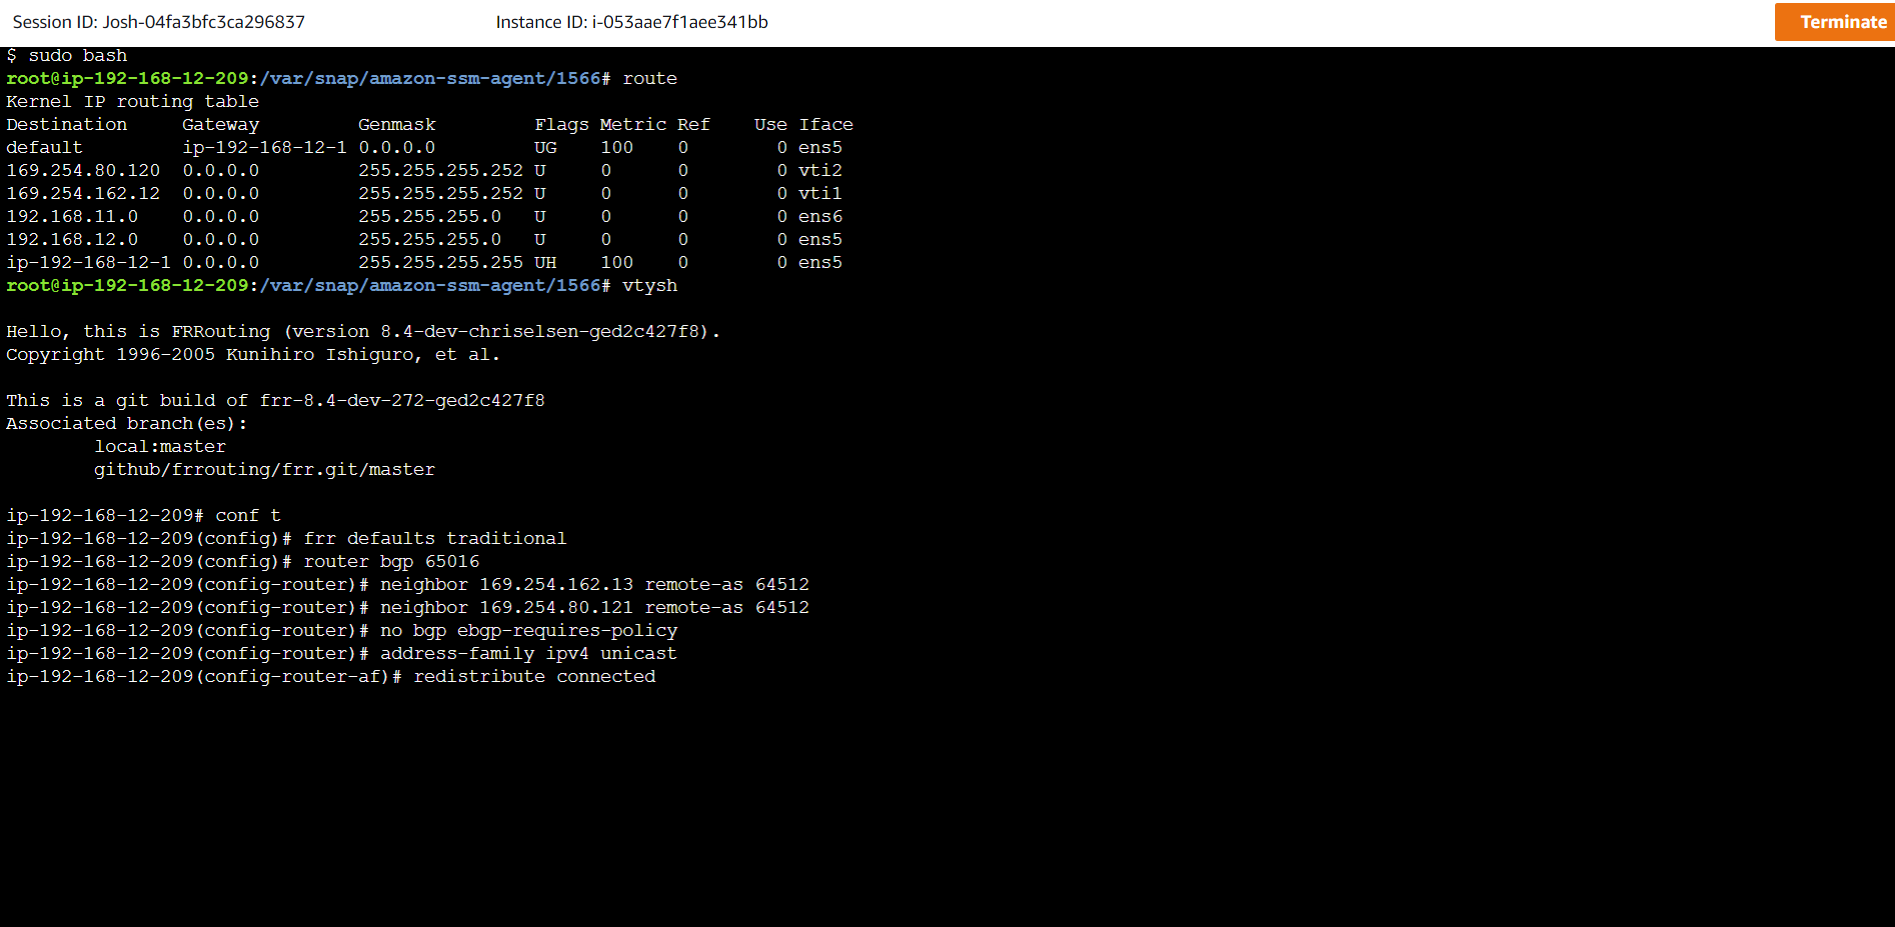 Session ID: Josh-04fa3bfc3ca296837 Instance ID: i-053aae7f1aee341bb Terminate
$ sudo bash
root@ip-192-168-12-209:/var/snap/amazon-ssm-agent/1566# route
Kernel IP routing table
Destination     Gateway         Genmask         Flags Metric Ref    Use Iface
default         ip-192-168-12-1 0.0.0.0         UG    100    0        0 ens5
169.254.80.120  0.0.0.0         255.255.255.252 U     0      0        0 vti2
169.254.162.12  0.0.0.0         255.255.255.252 U     0      0        0 vti1
192.168.11.0    0.0.0.0         255.255.255.0   U     0      0        0 ens6
192.168.12.0    0.0.0.0         255.255.255.0   U     0      0        0 ens5
ip-192-168-12-1 0.0.0.0         255.255.255.255 UH    100    0        0 ens5
root@ip-192-168-12-209:/var/snap/amazon-ssm-agent/1566# vtysh
Hello, this is FRRouting (version 8.4-dev-chriselsen-ged2c427f8).
Copyright 1996-2005 Kunihiro Ishiguro, et al.
This is a git build of frr-8.4-dev-272-ged2c427f8
Associated branch(es):
        local:master
        github/frrouting/frr.git/master
ip-192-168-12-209# conf t
ip-192-168-12-209(config)# frr defaults traditional
ip-192-168-12-209(config)# router bgp 65016
ip-192-168-12-209(config-router)# neighbor 169.254.162.13 remote-as 64512
ip-192-168-12-209(config-router)# neighbor 169.254.80.121 remote-as 64512
ip-192-168-12-209(config-router)# no bgp ebgp-requires-policy
ip-192-168-12-209(config-router)# address-family ipv4 unicast
ip-192-168-12-209(config-router-af)# redistribute connected